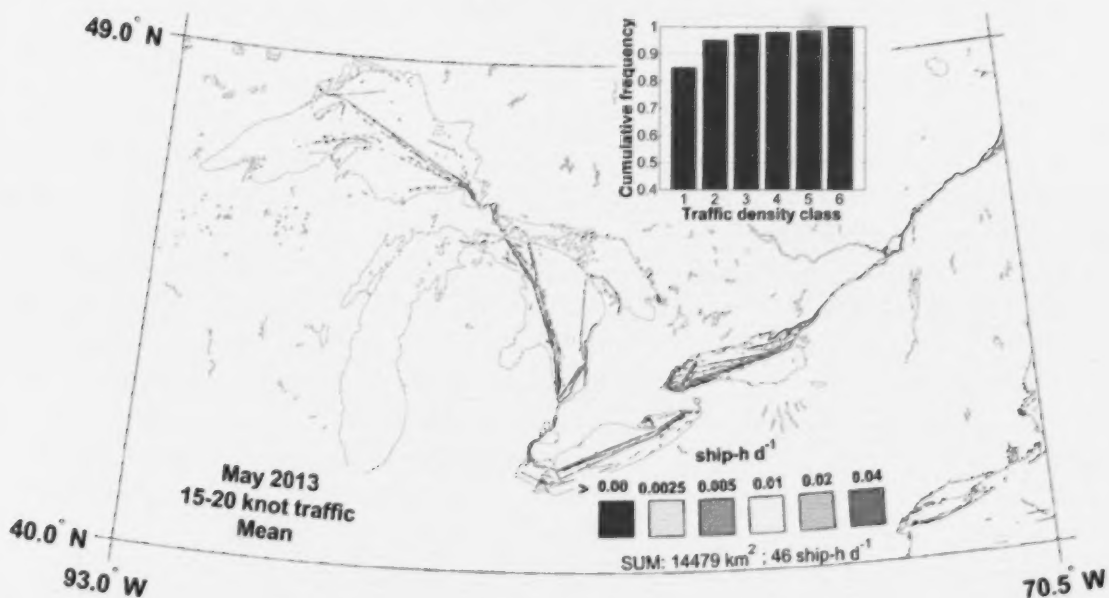 49.0° N
Cumulative frequency
1
0.9
0.8
0.7
0.6
0.5
0.4
1 2 3 4 5 6
Traffic density class
May 2013
15-20 knot traffic
Mean
ship-h d-1
> 0.00 0.0025 0.005 0.01 0.02 0.04
SUM: 14479 km2 ; 46 ship-h d-1
40.0° N
93.0° W
70.5° W